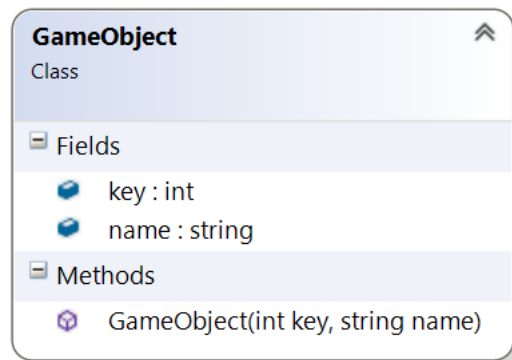 GameObject
Class
Fields
key : int
name : string
Methods
GameObject(int key, string name)